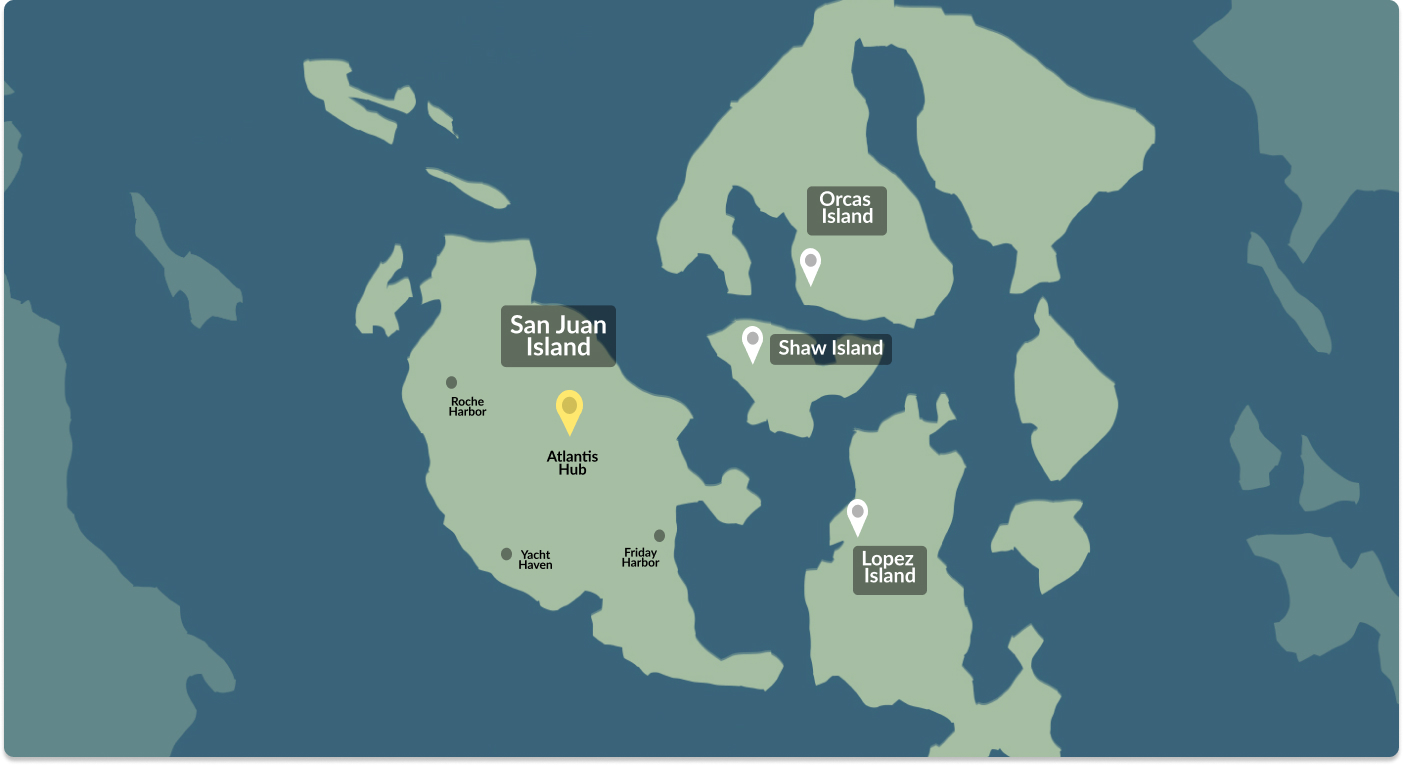 Orcas
Island
San Juan
Island
Shaw Island
Roche
Harbor
Atlantis
Hub
Yacht
Haven
Friday
Harbor
Lopez
Island